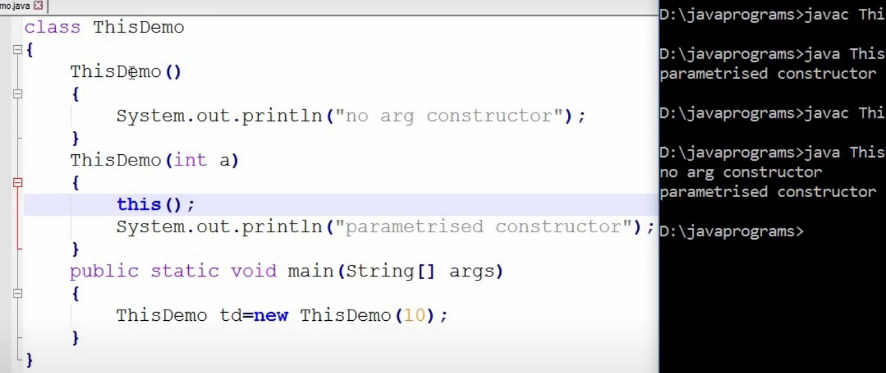 mo.java
class ThisDemo
{
ThisDemo()
{
System.out.println("no arg constructor");
}
ThisDemo(int a)
{
this();
System.out.println("parametrised constructor");
}
public static void main(String[] args)
{
ThisDemo td=new ThisDemo(10);
}
}
D:\javaprograms>javac Thi
D:\javaprograms>java This
parametrised constructor
D:\javaprograms>javac Thi
D:\javaprograms>java This
no arg constructor
parametrised constructor
D:\javaprograms>